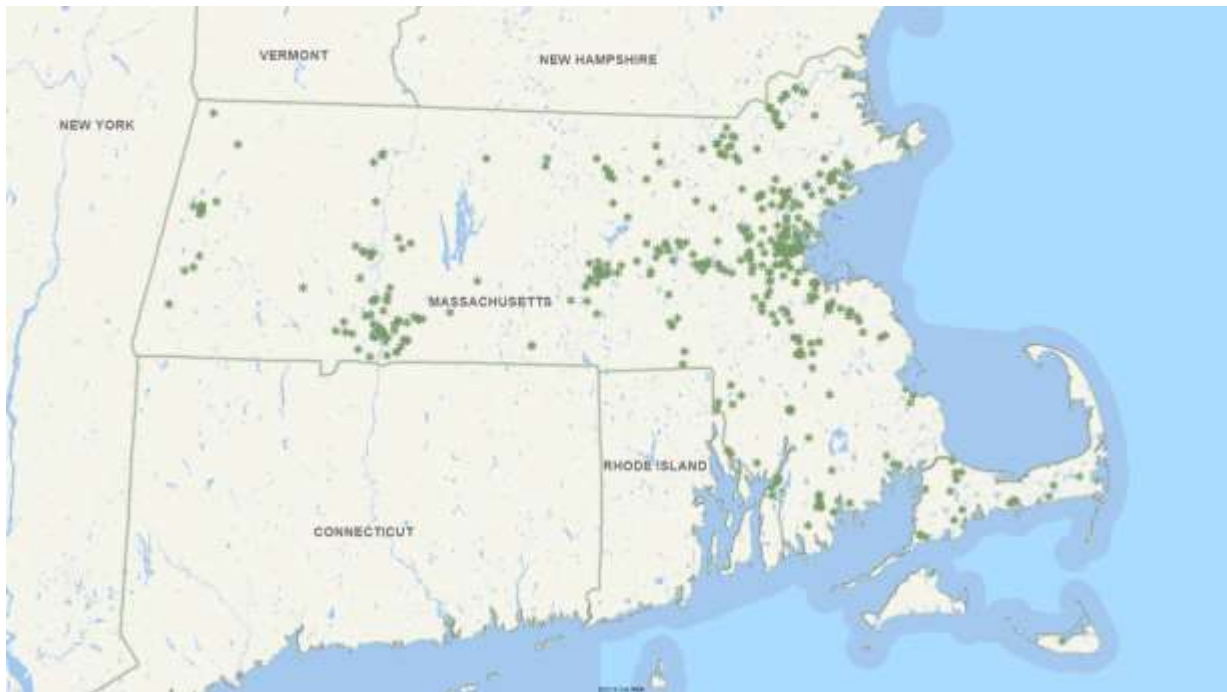 VERMONT
NEW HAMPSHIRE
NEW YORK
MASSACHUSETTS
RHODE ISLAND
CONNECTICUT